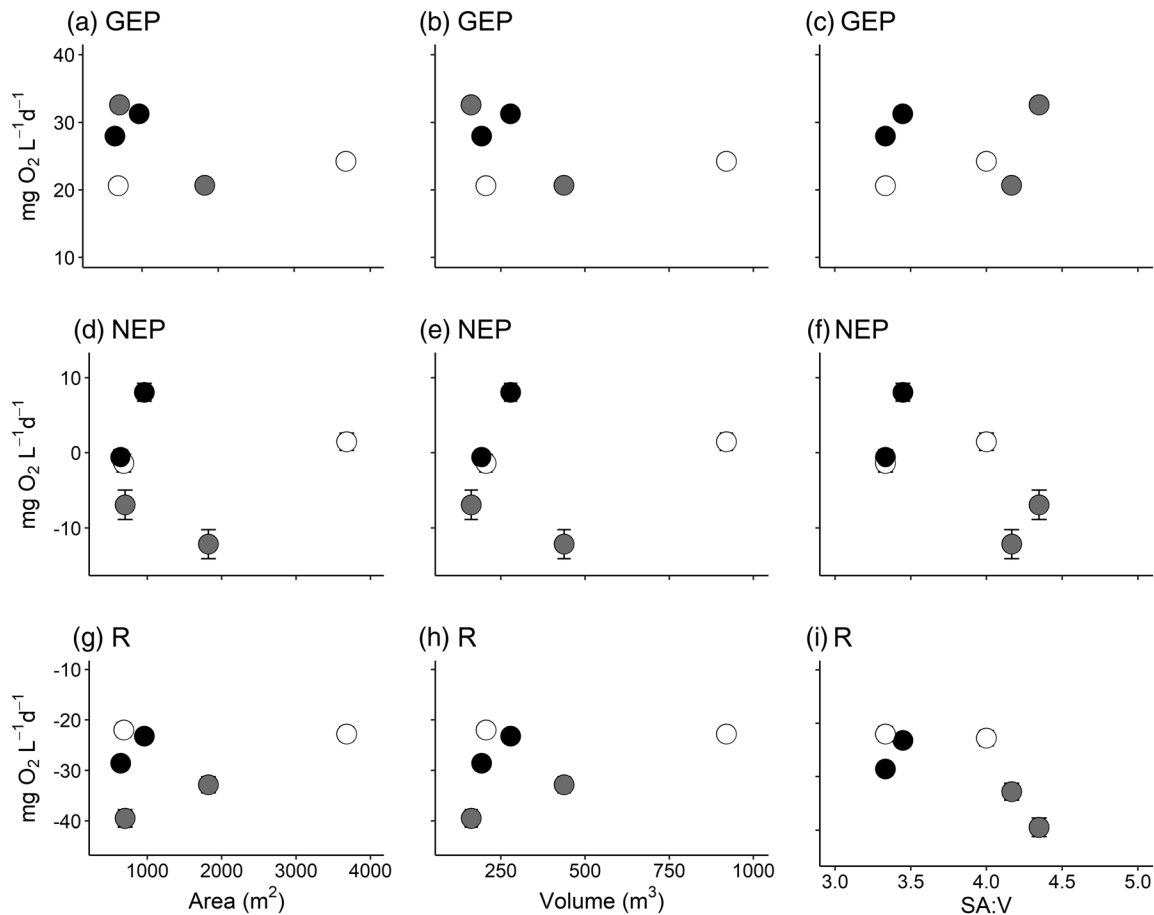 (a) GEP
(b) GEP
(c) GEP
40
30
20
10
mg O₂ L⁻¹d⁻¹
(d) NEP
(e) NEP
(f) NEP
10
0
-10
mg O₂ L⁻¹d⁻¹
(g) R
(h) R
(i) R
-10
-20
-30
-40
mg O₂ L⁻¹d⁻¹
1000 2000 3000 4000
250 500 750 1000
3.0 3.5 4.0 4.5 5.0
Area (m²)
Volume (m³)
SA:V